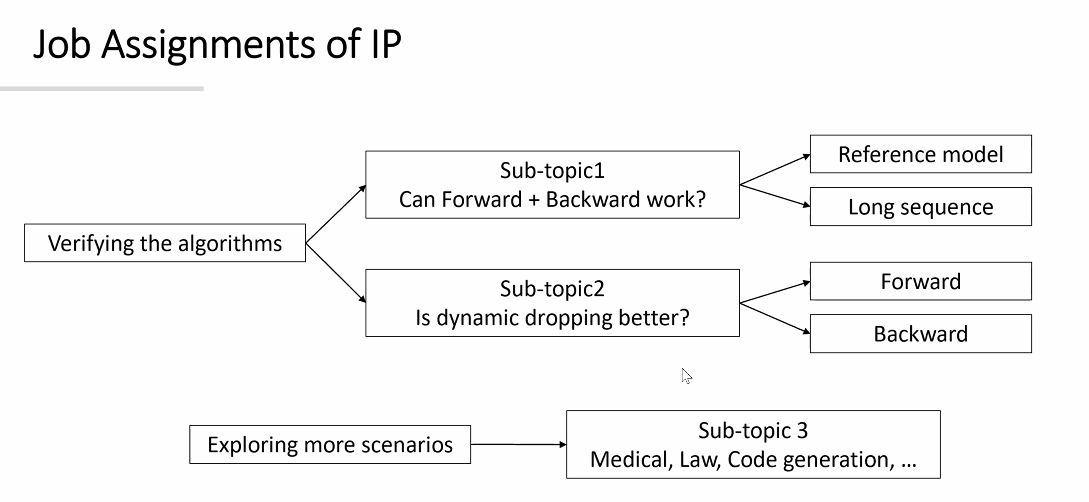 Job Assignments of IP
Verifying the algorithms
Sub-topic1
Can Forward + Backward work?
Reference model
Long sequence
Sub-topic2
Is dynamic dropping better?
Forward
Backward
Exploring more scenarios
Sub-topic 3
Medical, Law, Code generation, ...